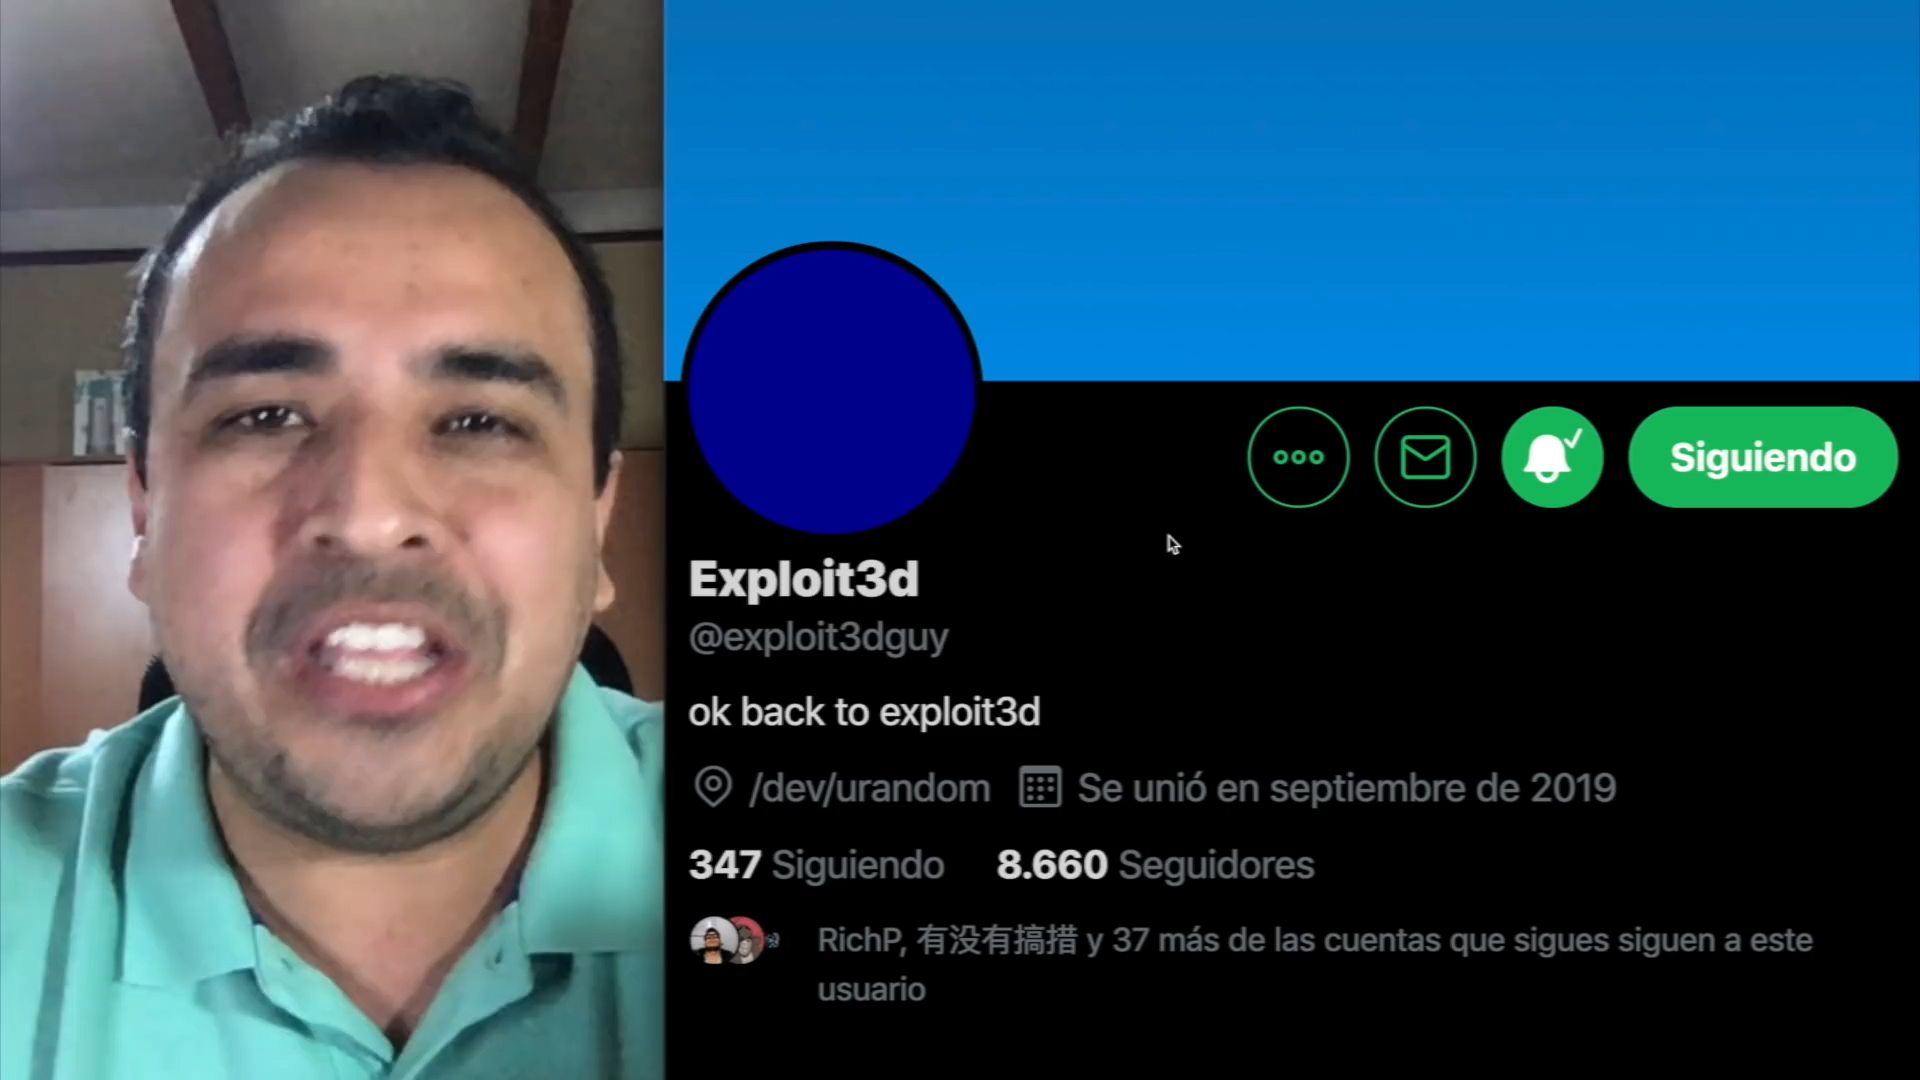 Siguiendo
Exploit3d
@exploit3dguy
ok back to exploit3d
/dev/urandom Se unió en septiembre de 2019
347 Siguiendo 8.660 Seguidores
RichP, 有没有搞措 y 37 más de las cuentas que sigues siguen a este
usuario